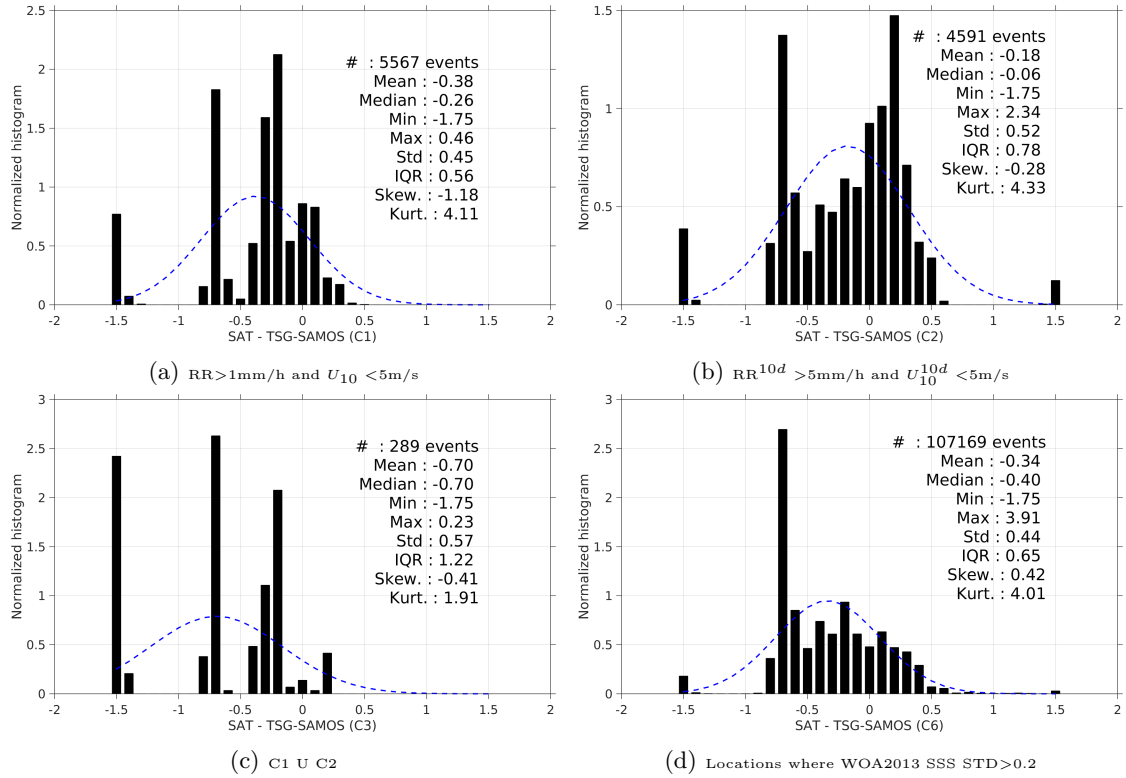 2.5
2
1.5
1
0.5
0
Normalized histogram
# : 5567 events
Mean : -0.38
Median : -0.26
Min : -1.75
Max : 0.46
Std : 0.45
IQR : 0.56
Skew. : -1.18
Kurt. : 4.11
-2 -1.5 -1 -0.5 0 0.5 1 1.5 2
SAT - TSG-SAMOS (C1)
(a) RR>1mm/h and U10 <5m/s
1.5
1
0.5
0
Normalized histogram
# : 4591 events
Mean : -0.18
Median : -0.06
Min : -1.75
Max : 2.34
Std : 0.52
IQR : 0.78
Skew. : -0.28
Kurt. : 4.33
-2 -1.5 -1 -0.5 0 0.5 1 1.5 2
SAT - TSG-SAMOS (C2)
(b) RR^10d >5mm/h and U10^10d <5m/s
3
2.5
2
1.5
1
0.5
0
Normalized histogram
# : 289 events
Mean : -0.70
Median : -0.70
Min : -1.75
Max : 0.23
Std : 0.57
IQR : 1.22
Skew. : -0.41
Kurt. : 1.91
-2 -1.5 -1 -0.5 0 0.5 1 1.5 2
SAT - TSG-SAMOS (C3)
(c) C1 U C2
3
2.5
2
1.5
1
0.5
0
Normalized histogram
# : 107169 events
Mean : -0.34
Median : -0.40
Min : -1.75
Max : 3.91
Std : 0.44
IQR : 0.65
Skew. : 0.42
Kurt. : 4.01
-2 -1.5 -1 -0.5 0 0.5 1 1.5 2
SAT - TSG-SAMOS (C6)
(d) Locations where WOA2013 SSS STD>0.2